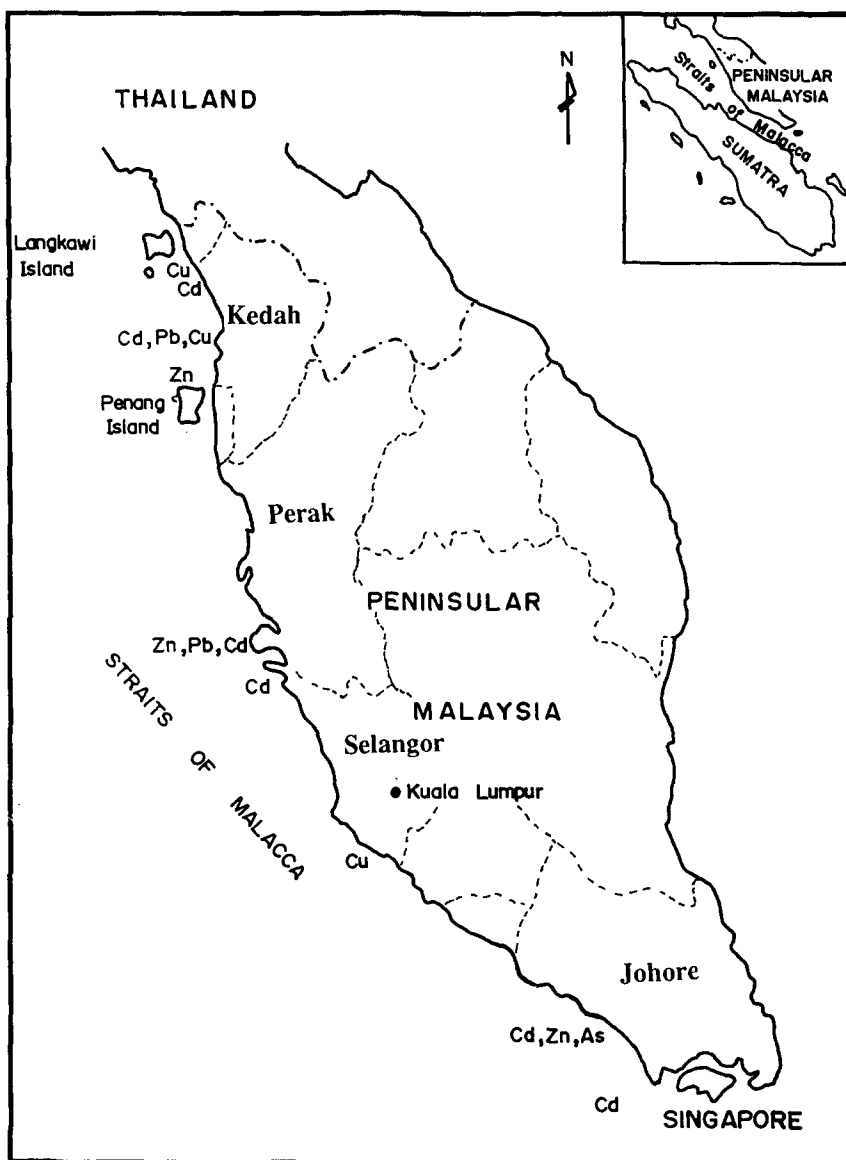 THAILAND
N
Straits of Malacca
PENINSULAR
MALAYSIA
SUMATRA
Langkawi
Island
Cu
Cd
Kedah
Cd,Pb,Cu
Zn
Penang
Island
Perak
PENINSULAR
Zn,Pb,Cd
Cd
STRAITS OF MALACCA
MALAYSIA
Selangor
Kuala Lumpur
Cu
Johore
Cd,Zn,As
Cd
SINGAPORE